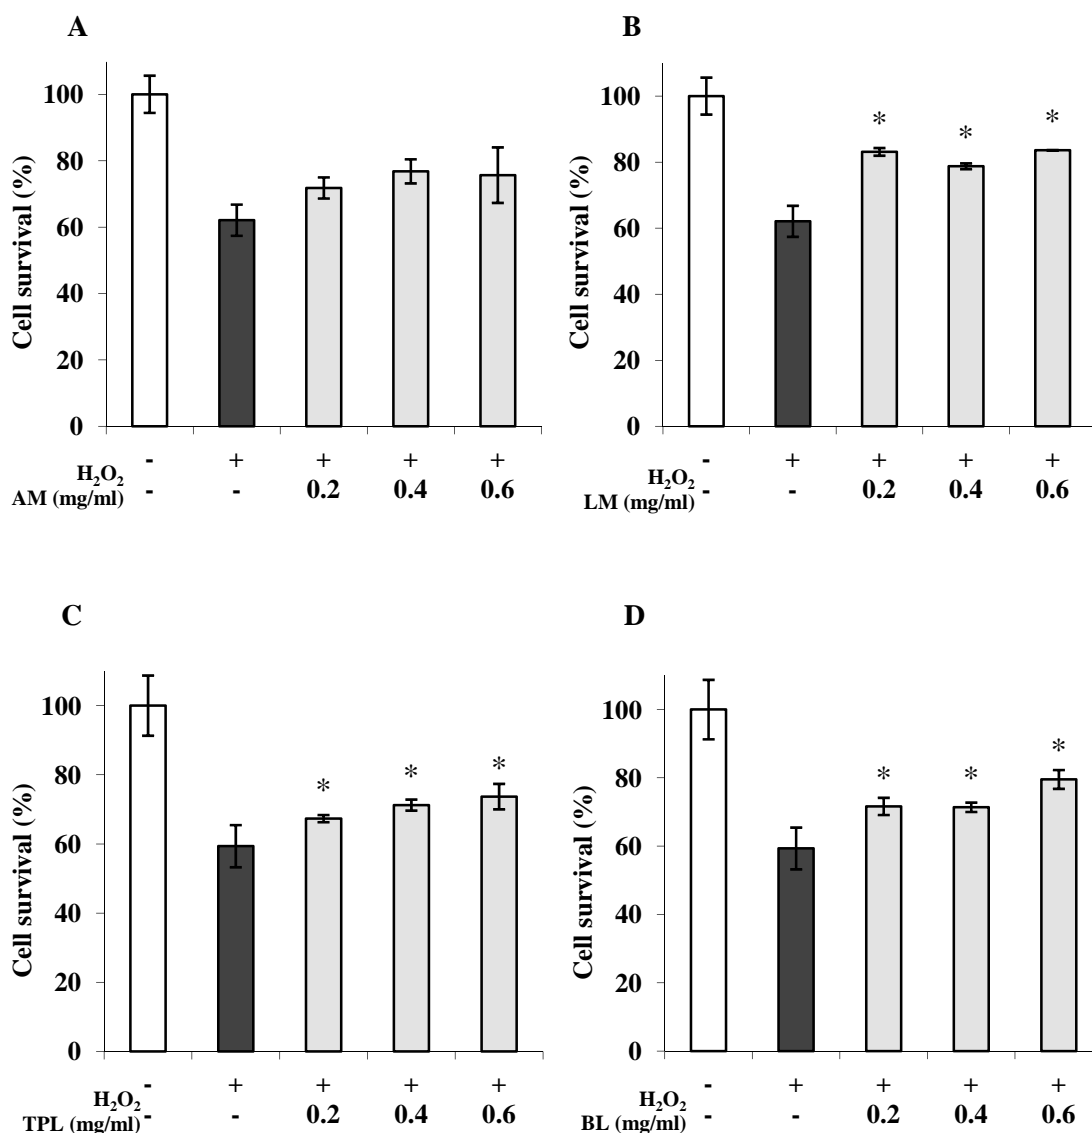 A
Cell survival (%)
100
80
60
40
20
0
H₂O₂ - + + + +
AM (mg/ml) - - 0.2 0.4 0.6
B
Cell survival (%)
100
80
60
40
20
0
* * *
H₂O₂ - + + + +
LM (mg/ml) - - 0.2 0.4 0.6
C
Cell survival (%)
100
80
60
40
20
0
* * *
H₂O₂ - + + + +
TPL (mg/ml) - - 0.2 0.4 0.6
D
Cell survival (%)
100
80
60
40
20
0
* * *
H₂O₂ - + + + +
BL (mg/ml) - - 0.2 0.4 0.6